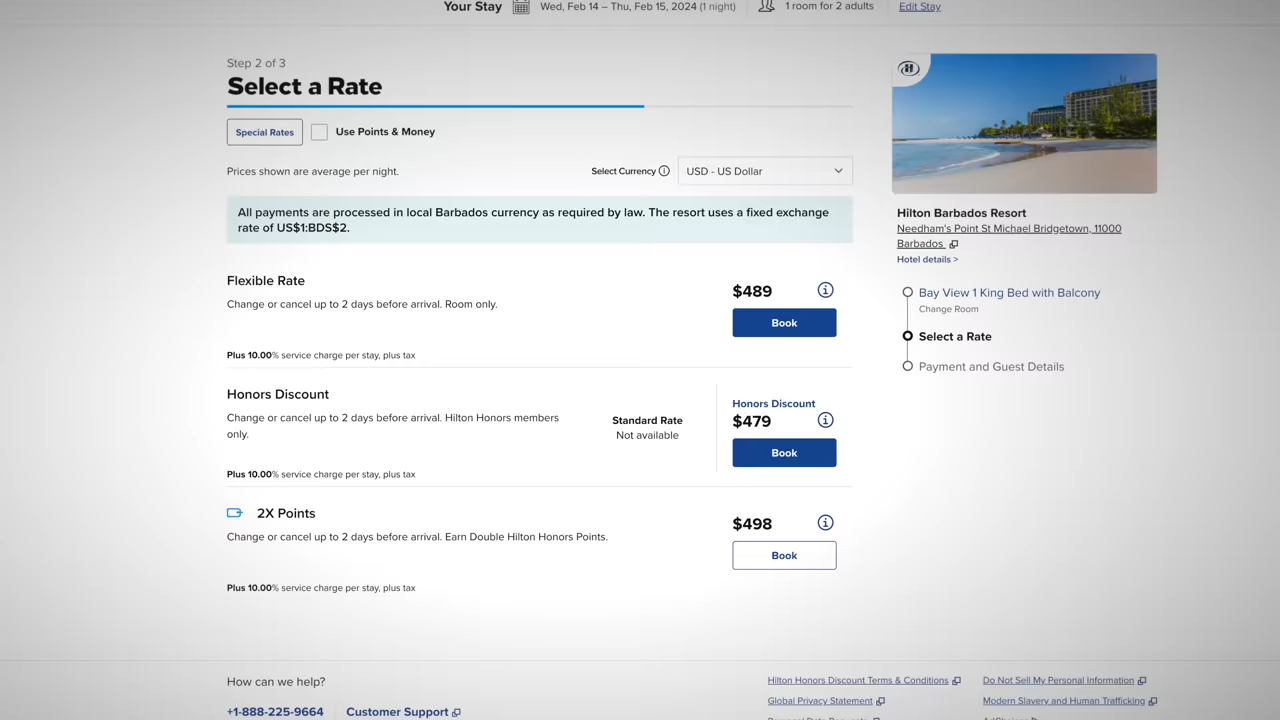 Your Stay
Wed, Feb 14 – Thu, Feb 15, 2024 (1 night)
1 room for 2 adults
Edit Stay
Step 2 of 3
Select a Rate
Special Rates
Use Points & Money
Prices shown are average per night.
Select Currency
USD - US Dollar
All payments are processed in local Barbados currency as required by law. The resort uses a fixed exchange
rate of US$1:BDS$2.
Flexible Rate
$489
Change or cancel up to 2 days before arrival. Room only.
Book
Plus 10.00% service charge per stay, plus tax
Honors Discount
Change or cancel up to 2 days before arrival. Hilton Honors members
only.
Standard Rate
Not available
Honors Discount
$479
Book
Plus 10.00% service charge per stay, plus tax
2X Points
$498
Change or cancel up to 2 days before arrival. Earn Double Hilton Honors Points.
Book
Plus 10.00% service charge per stay, plus tax
Hilton Barbados Resort
Needham's Point St Michael Bridgetown, 11000
Barbados
Hotel details >
Bay View 1 King Bed with Balcony
Change Room
Select a Rate
Payment and Guest Details
How can we help?
+1-888-225-9664
Customer Support
Hilton Honors Discount Terms & Conditions
Do Not Sell My Personal Information
Global Privacy Statement
Modern Slavery and Human Trafficking